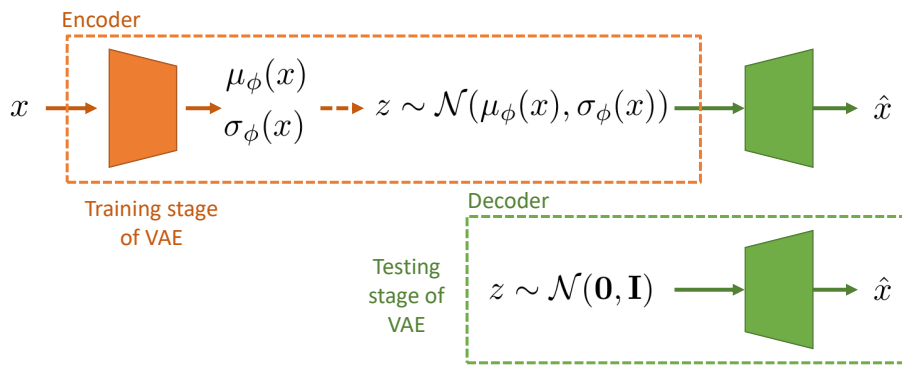 Encoder
x
μ_ϕ(x)
σ_ϕ(x)
z ∼ 𝒩(μ_ϕ(x), σ_ϕ(x))
x̂
Training stage
of VAE
Decoder
Testing
stage of
VAE
z ∼ 𝒩(𝟎, 𝐈)
x̂